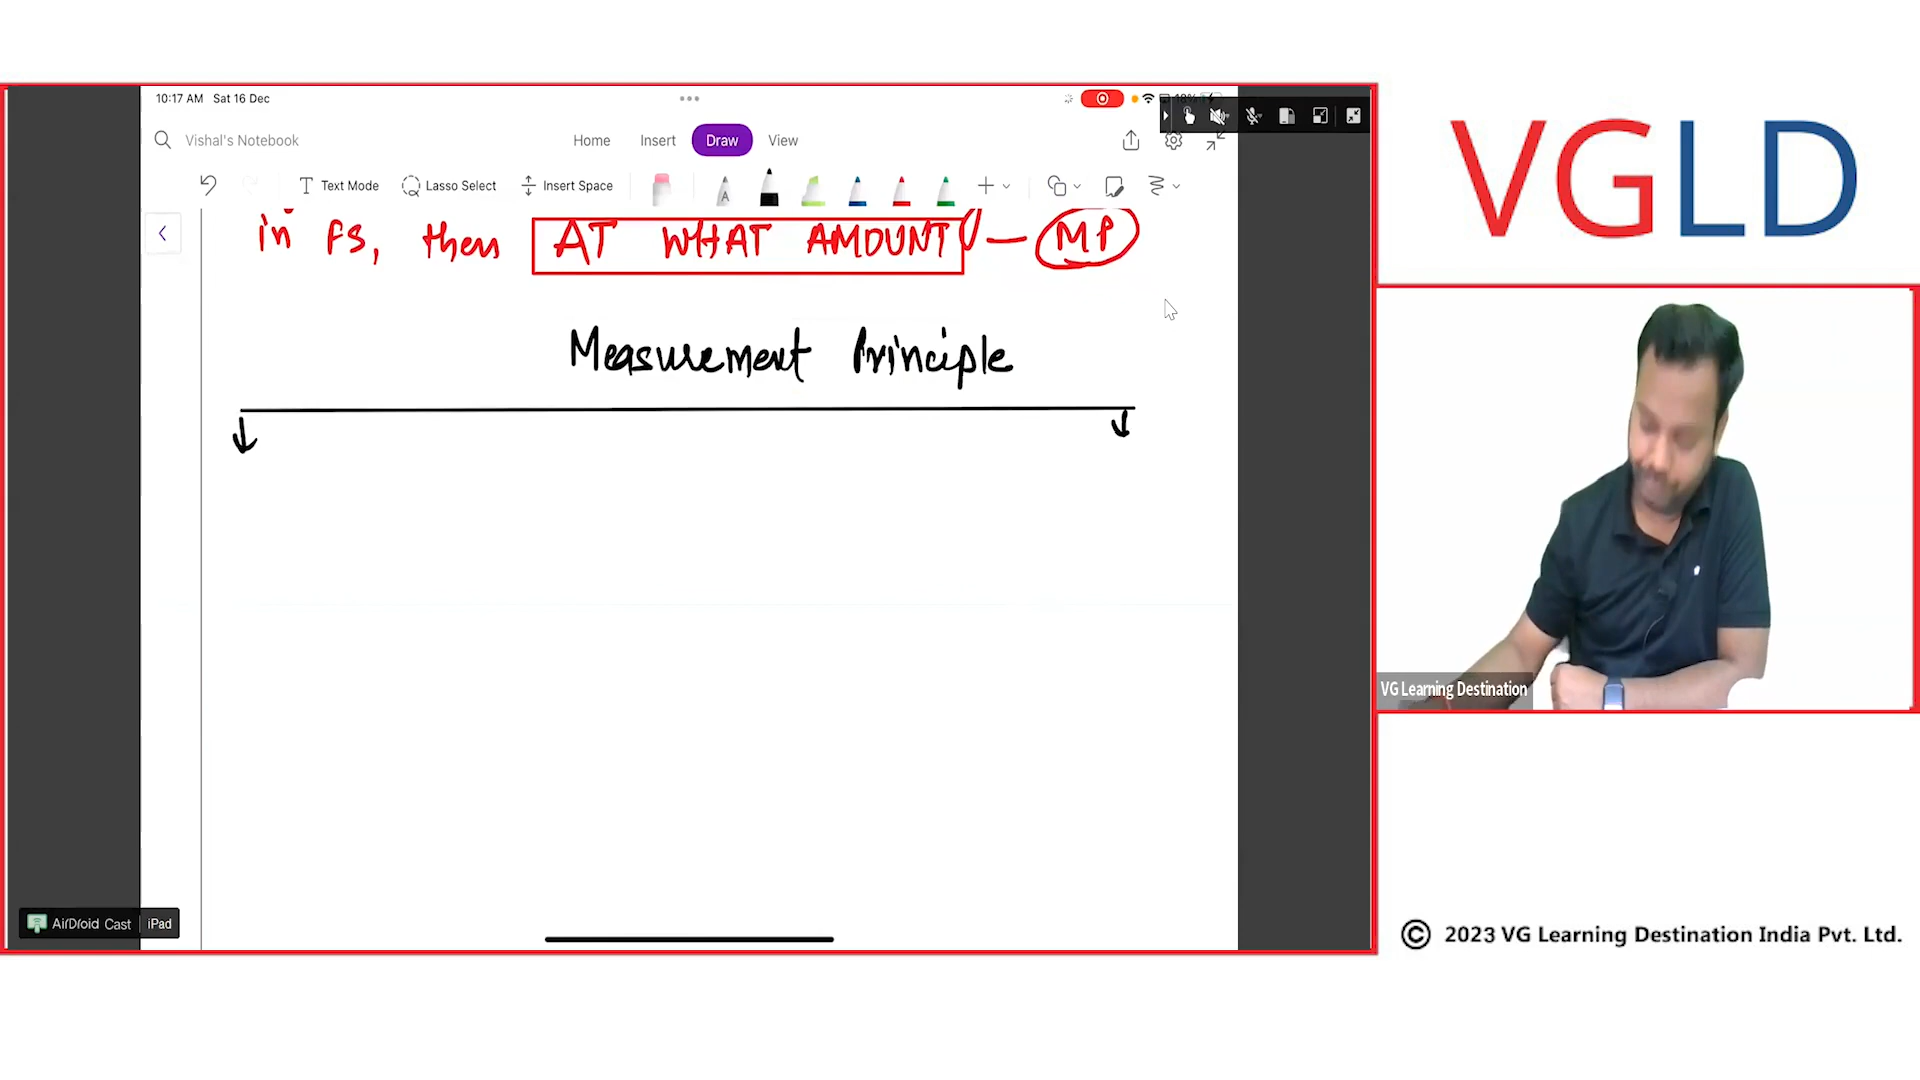 10:17 AM Sat 16 Dec
18%
Vishal's Notebook
Home Insert Draw View
Text Mode Lasso Select Insert Space
A
in FS, then AT WHAT AMOUNT — MP
Measurement Principle
VGLD
VG Learning Destination
AirDroid Cast iPad
© 2023 VG Learning Destination India Pvt. Ltd.